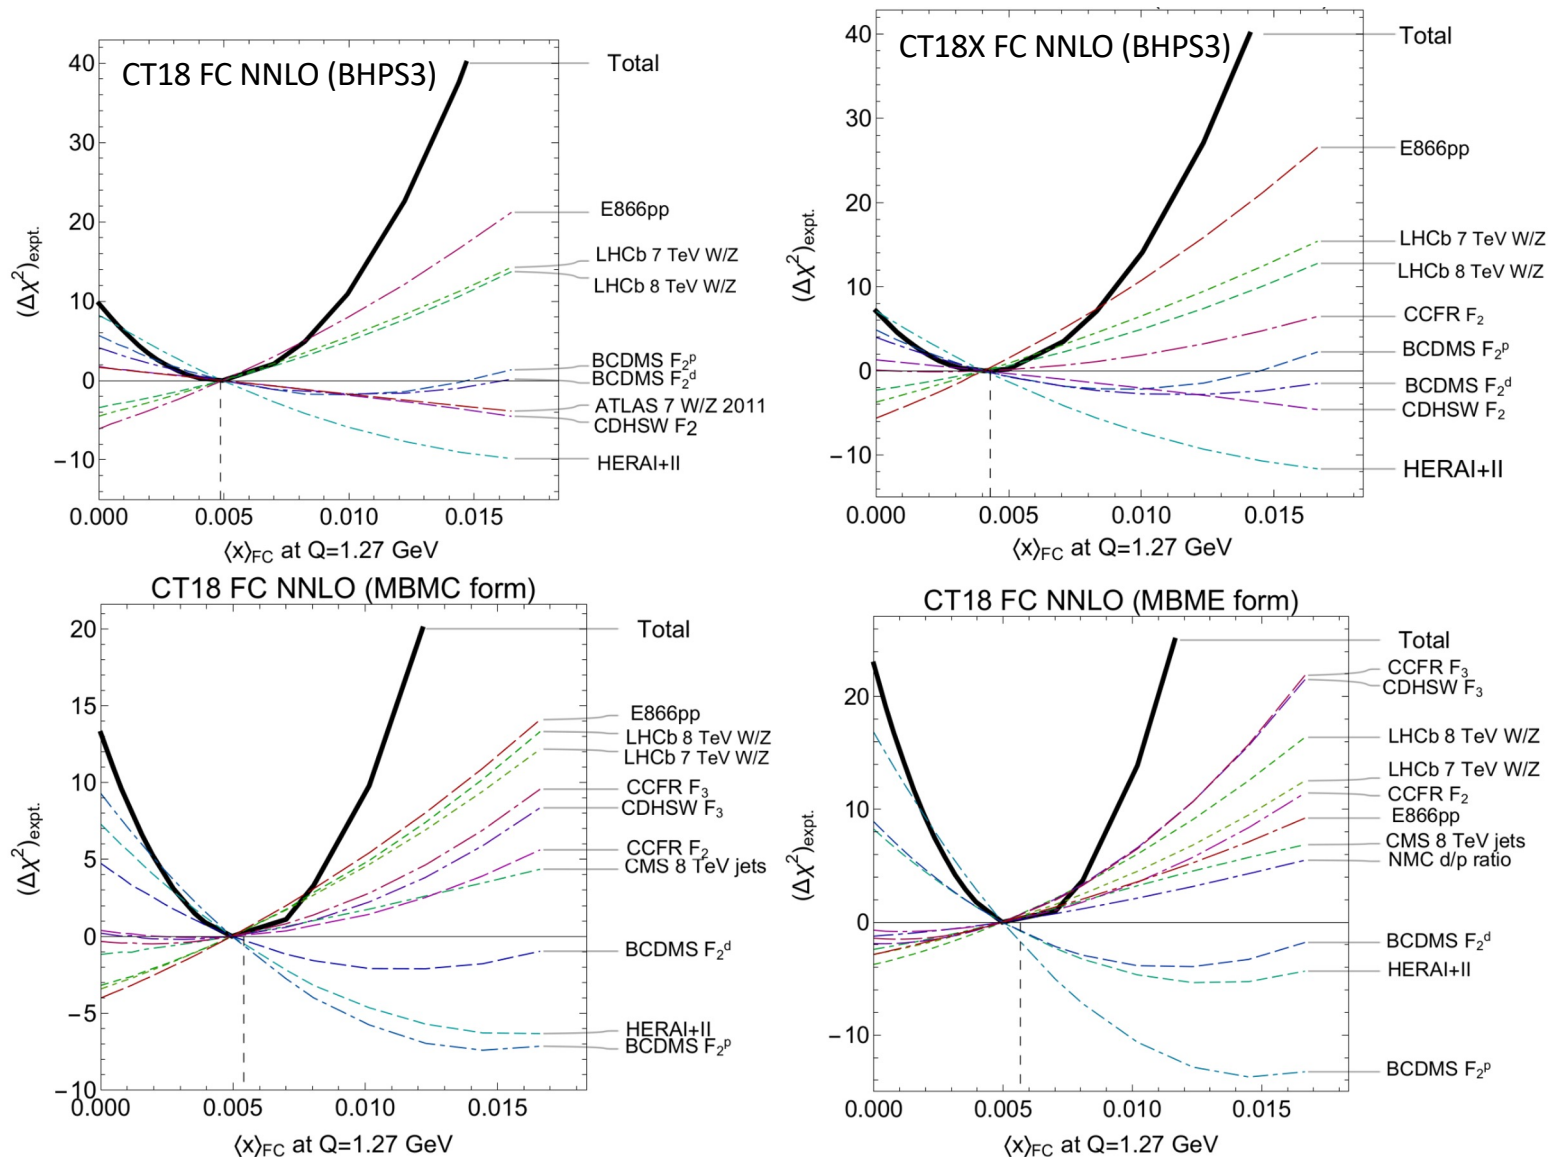 CT18 FC NNLO (BHPS3)
40
30
20
10
0
−10
(Δχ²)expt.
0.000 0.005 0.010 0.015
⟨x⟩FC at Q=1.27 GeV
Total
E866pp
LHCb 7 TeV W/Z
LHCb 8 TeV W/Z
BCDMS F₂ᵖ
BCDMS F₂ᵈ
ATLAS 7 W/Z 2011
CDHSW F2
HERAI+II
CT18X FC NNLO (BHPS3)
40
30
20
10
0
−10
(Δχ²)expt.
0.000 0.005 0.010 0.015
⟨x⟩FC at Q=1.27 GeV
Total
E866pp
LHCb 7 TeV W/Z
LHCb 8 TeV W/Z
CCFR F₂
BCDMS F₂ᵖ
BCDMS F₂ᵈ
CDHSW F₂
HERAI+II
CT18 FC NNLO (MBMC form)
20
15
10
5
0
−5
−10
(Δχ²)expt.
0.000 0.005 0.010 0.015
⟨x⟩FC at Q=1.27 GeV
Total
E866pp
LHCb 8 TeV W/Z
LHCb 7 TeV W/Z
CCFR F₃
CDHSW F₃
CCFR F₂
CMS 8 TeV jets
BCDMS F₂ᵈ
HERAI+II
BCDMS F₂ᵖ
CT18 FC NNLO (MBME form)
20
10
0
−10
(Δχ²)expt.
0.000 0.005 0.010 0.015
⟨x⟩FC at Q=1.27 GeV
Total
CCFR F₃
CDHSW F₃
LHCb 8 TeV W/Z
LHCb 7 TeV W/Z
CCFR F₂
E866pp
CMS 8 TeV jets
NMC d/p ratio
BCDMS F₂ᵈ
HERAI+II
BCDMS F₂ᵖ